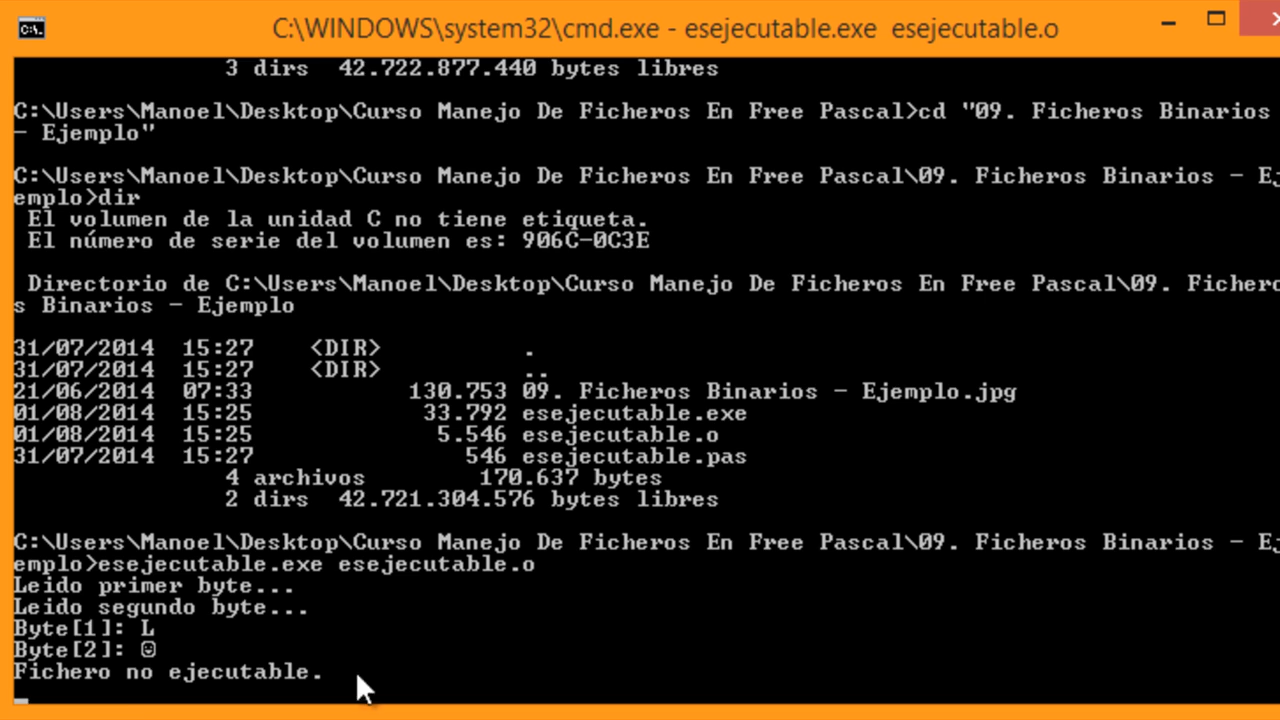 C:\WINDOWS\system32\cmd.exe - esejecutable.exe  esejecutable.o
3 dirs  42.722.877.440 bytes libres
C:\Users\Manoel\Desktop\Curso Manejo De Ficheros En Free Pascal>cd "09. Ficheros Binarios
- Ejemplo"
C:\Users\Manoel\Desktop\Curso Manejo De Ficheros En Free Pascal\09. Ficheros Binarios - Ej
emplo>dir
El volumen de la unidad C no tiene etiqueta.
El número de serie del volumen es: 906C-0C3E
Directorio de C:\Users\Manoel\Desktop\Curso Manejo De Ficheros En Free Pascal\09. Fichero
s Binarios - Ejemplo
31/07/2014  15:27    <DIR>          .
31/07/2014  15:27    <DIR>          ..
21/06/2014  07:33           130.753 09. Ficheros Binarios - Ejemplo.jpg
01/08/2014  15:25            33.792 esejecutable.exe
01/08/2014  15:25             5.546 esejecutable.o
31/07/2014  15:27               546 esejecutable.pas
4 archivos        170.637 bytes
2 dirs  42.721.304.576 bytes libres
C:\Users\Manoel\Desktop\Curso Manejo De Ficheros En Free Pascal\09. Ficheros Binarios - Ej
emplo>esejecutable.exe esejecutable.o
Leido primer byte...
Leido segundo byte...
Byte[1]: L
Byte[2]: ☺
Fichero no ejecutable.